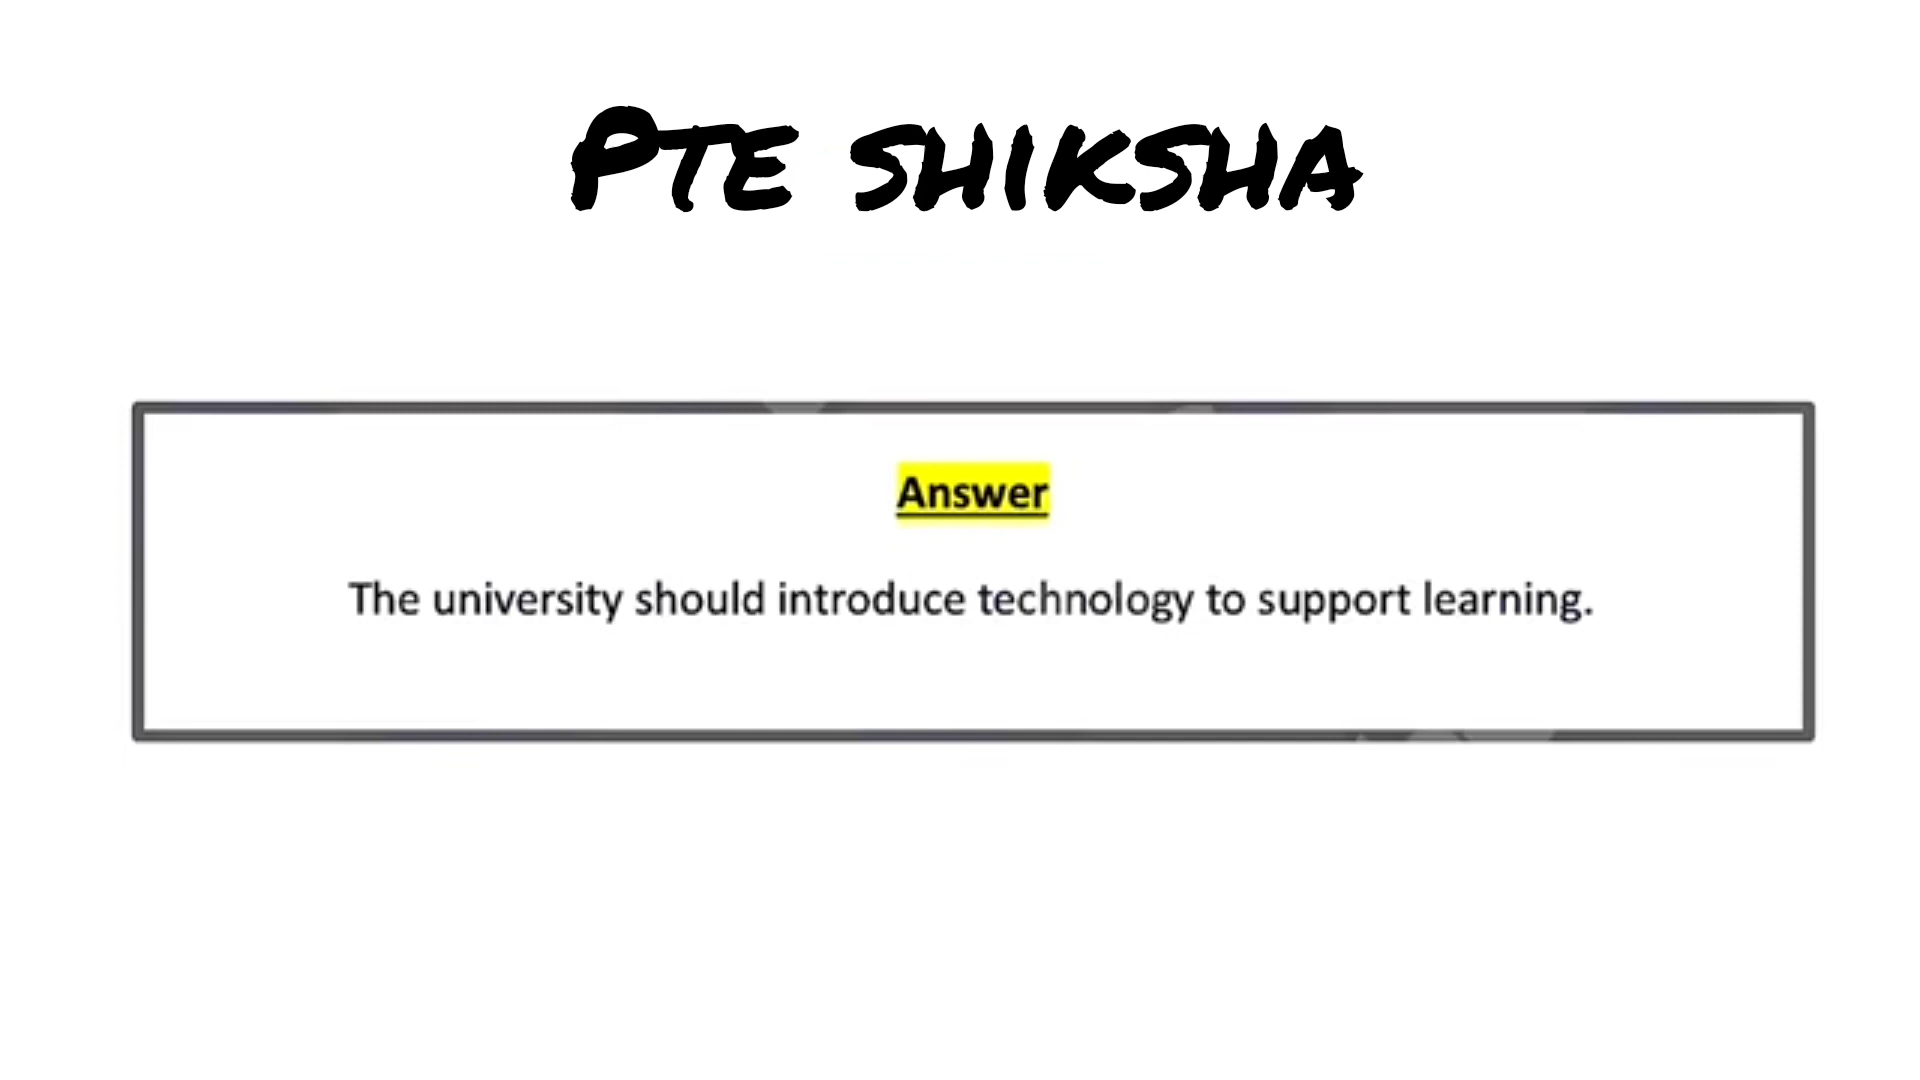 Pte shiksha
Answer
The university should introduce technology to support learning.